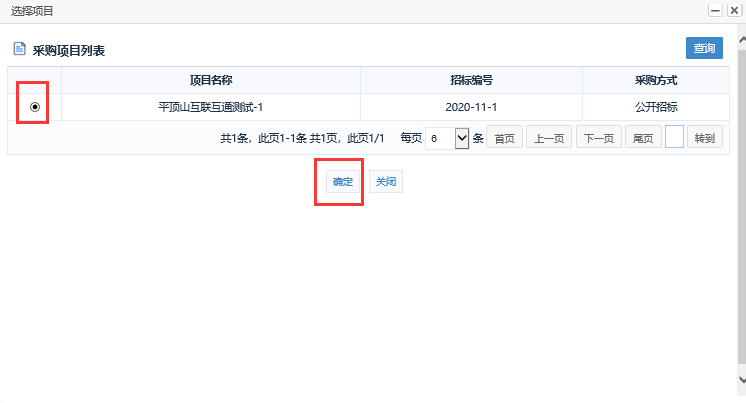 选择项目
采购项目列表 查询
项目名称 招标编号 采购方式
平顶山互联互通测试-1 2020-11-1 公开招标
共1条，此页1-1条 共1页，此页1/1 每页 6 条 首页 上一页 下一页 尾页 转到
确定 关闭